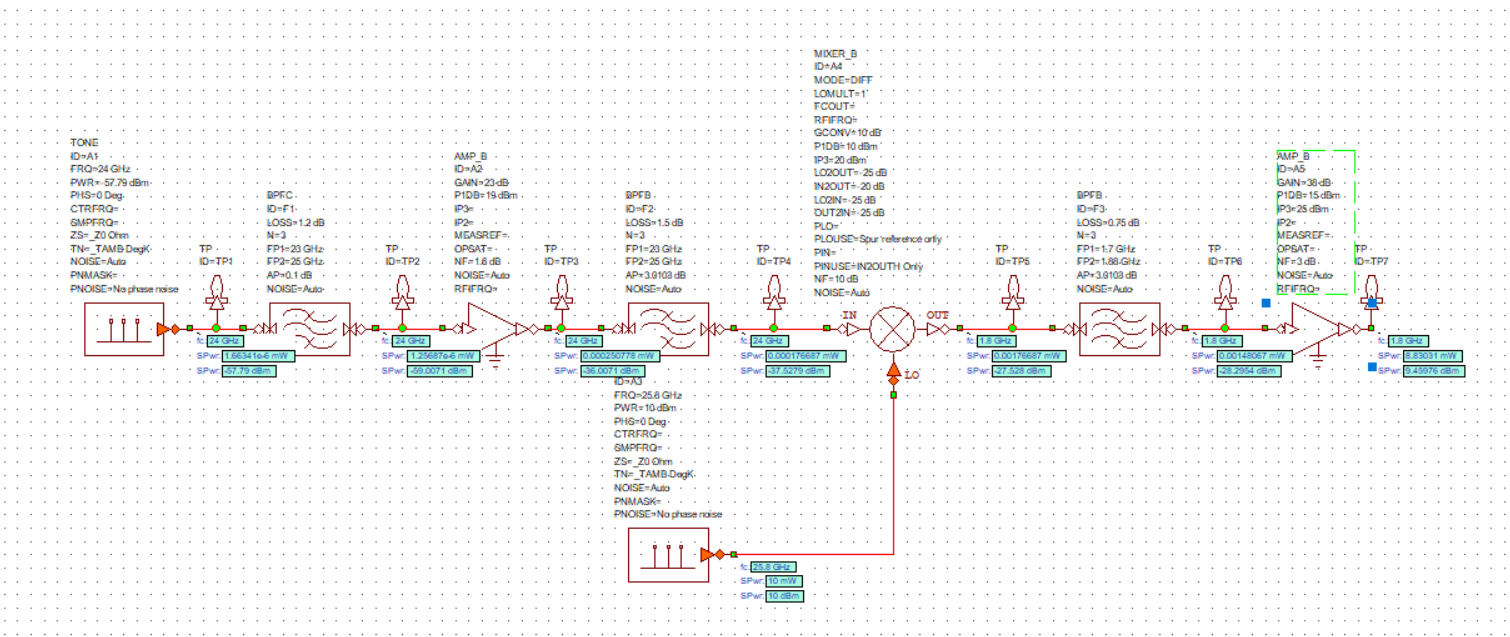 TONE
ID=A1
FRQ=24 GHz
PWR=-57.79 dBm
PHS=0 Deg
CTRFRQ=
SMPFRQ=
ZS=_Z0 Ohm
TN=_TAMB DegK
NOISE=Auto
PNMASK=
PNOISE=No phase noise
TP
ID=TP1
fc: 24 GHz
SPwr: 1.66341e-6 mW
SPwr: -57.79 dBm
BPFC
ID=F1
LOSS=1.2 dB
N=3
FP1=23 GHz
FP2=25 GHz
AP=0.1 dB
NOISE=Auto
TP
ID=TP2
fc: 24 GHz
SPwr: 1.25687e-6 mW
SPwr: -59.0071 dBm
AMP_B
ID=A2
GAIN=23 dB
P1DB=19 dBm
IP3=
IP2=
MEASREF=
OPSAT=
NF=1.6 dB
NOISE=Auto
RFIFRQ=
TP
ID=TP3
fc: 24 GHz
SPwr: 0.000250778 mW
SPwr: -36.0071 dBm
BPFB
ID=F2
LOSS=1.5 dB
N=3
FP1=23 GHz
FP2=25 GHz
AP=3.0103 dB
NOISE=Auto
TP
ID=TP4
fc: 24 GHz
SPwr: 0.000176687 mW
SPwr: -37.5279 dBm
MIXER_B
ID=A4
MODE=DIFF
LOMULT=1
FCOUT=
RFIFRQ=
GCONV=10 dB
P1DB=10 dBm
IP3=20 dBm
LO2OUT=-25 dB
IN2OUT=-20 dB
LO2IN=-25 dB
OUT2IN=-25 dB
PLO=
PLOUSE=Spur reference only
PIN=
PINUSE=IN2OUTH Only
NF=10 dB
NOISE=Auto
IN
OUT
LO
ID=A3
FRQ=25.8 GHz
PWR=10 dBm
PHS=0 Deg
CTRFRQ=
SMPFRQ=
ZS=_Z0 Ohm
TN=_TAMB DegK
NOISE=Auto
PNMASK=
PNOISE=No phase noise
fc: 25.8 GHz
SPwr: 10 mW
SPwr: 10 dBm
TP
ID=TP5
fc: 1.8 GHz
SPwr: 0.00176687 mW
SPwr: -27.528 dBm
BPFB
ID=F3
LOSS=0.75 dB
N=3
FP1=1.7 GHz
FP2=1.88 GHz
AP=3.0103 dB
NOISE=Auto
TP
ID=TP6
fc: 1.8 GHz
SPwr: 0.00148067 mW
SPwr: -28.2954 dBm
AMP_B
ID=A5
GAIN=38 dB
P1DB=15 dBm
IP3=25 dBm
IP2=
MEASREF=
OPSAT=
NF=3 dB
NOISE=Auto
RFIFRQ=
TP
ID=TP7
fc: 1.8 GHz
SPwr: 8.83031 mW
SPwr: 9.45976 dBm